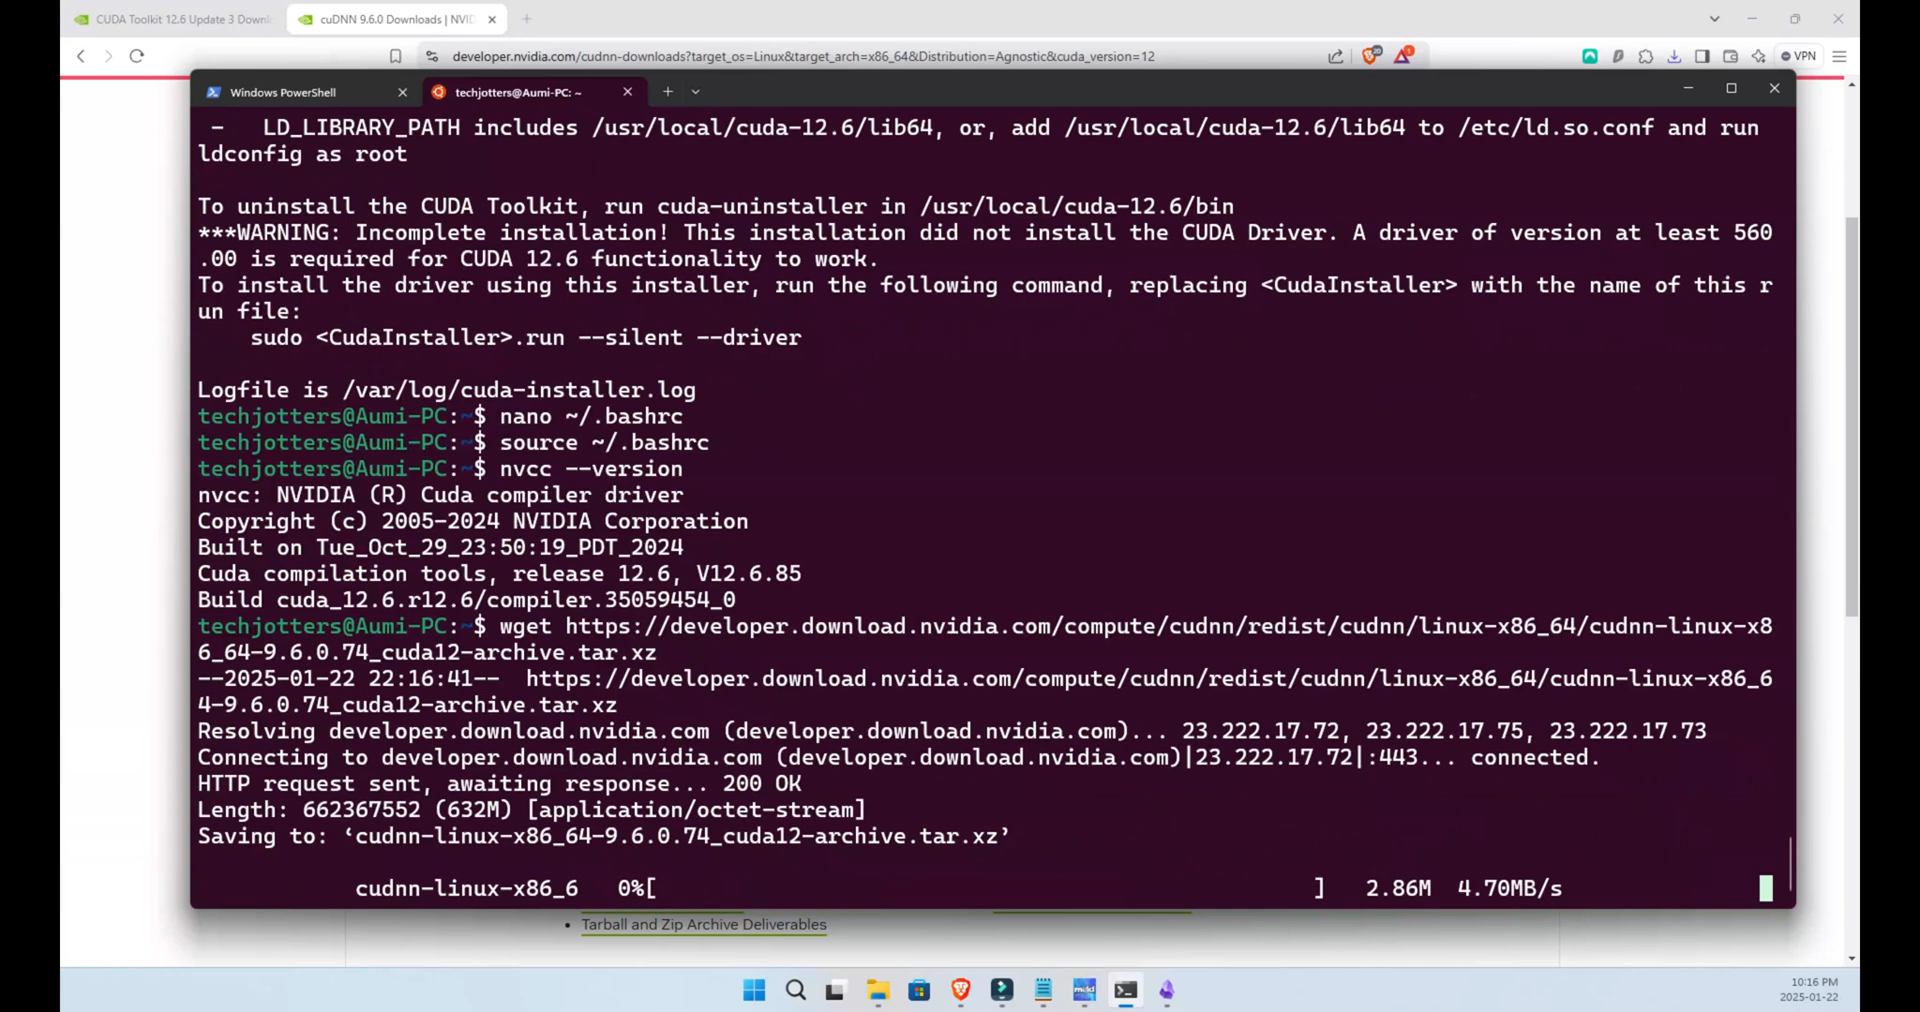 CUDA Toolkit 12.6 Update 3 Downl
cuDNN 9.6.0 Downloads | NVID
developer.nvidia.com/cudnn-downloads?target_os=Linux&target_arch=x86_64&Distribution=Agnostic&cuda_version=12
20
1
VPN
Windows PowerShell
techjotters@Aumi-PC: ~
-   LD_LIBRARY_PATH includes /usr/local/cuda-12.6/lib64, or, add /usr/local/cuda-12.6/lib64 to /etc/ld.so.conf and run
ldconfig as root
To uninstall the CUDA Toolkit, run cuda-uninstaller in /usr/local/cuda-12.6/bin
***WARNING: Incomplete installation! This installation did not install the CUDA Driver. A driver of version at least 560
.00 is required for CUDA 12.6 functionality to work.
To install the driver using this installer, run the following command, replacing <CudaInstaller> with the name of this r
un file:
sudo <CudaInstaller>.run --silent --driver
Logfile is /var/log/cuda-installer.log
techjotters@Aumi-PC:~$ nano ~/.bashrc
techjotters@Aumi-PC:~$ source ~/.bashrc
techjotters@Aumi-PC:~$ nvcc --version
nvcc: NVIDIA (R) Cuda compiler driver
Copyright (c) 2005-2024 NVIDIA Corporation
Built on Tue_Oct_29_23:50:19_PDT_2024
Cuda compilation tools, release 12.6, V12.6.85
Build cuda_12.6.r12.6/compiler.35059454_0
techjotters@Aumi-PC:~$ wget https://developer.download.nvidia.com/compute/cudnn/redist/cudnn/linux-x86_64/cudnn-linux-x8
6_64-9.6.0.74_cuda12-archive.tar.xz
--2025-01-22 22:16:41--  https://developer.download.nvidia.com/compute/cudnn/redist/cudnn/linux-x86_64/cudnn-linux-x86_6
4-9.6.0.74_cuda12-archive.tar.xz
Resolving developer.download.nvidia.com (developer.download.nvidia.com)... 23.222.17.72, 23.222.17.75, 23.222.17.73
Connecting to developer.download.nvidia.com (developer.download.nvidia.com)|23.222.17.72|:443... connected.
HTTP request sent, awaiting response... 200 OK
Length: 662367552 (632M) [application/octet-stream]
Saving to: ‘cudnn-linux-x86_64-9.6.0.74_cuda12-archive.tar.xz’
cudnn-linux-x86_6   0%[                    ]   2.86M  4.70MB/s
Tarball and Zip Archive Deliverables
10:16 PM
2025-01-22